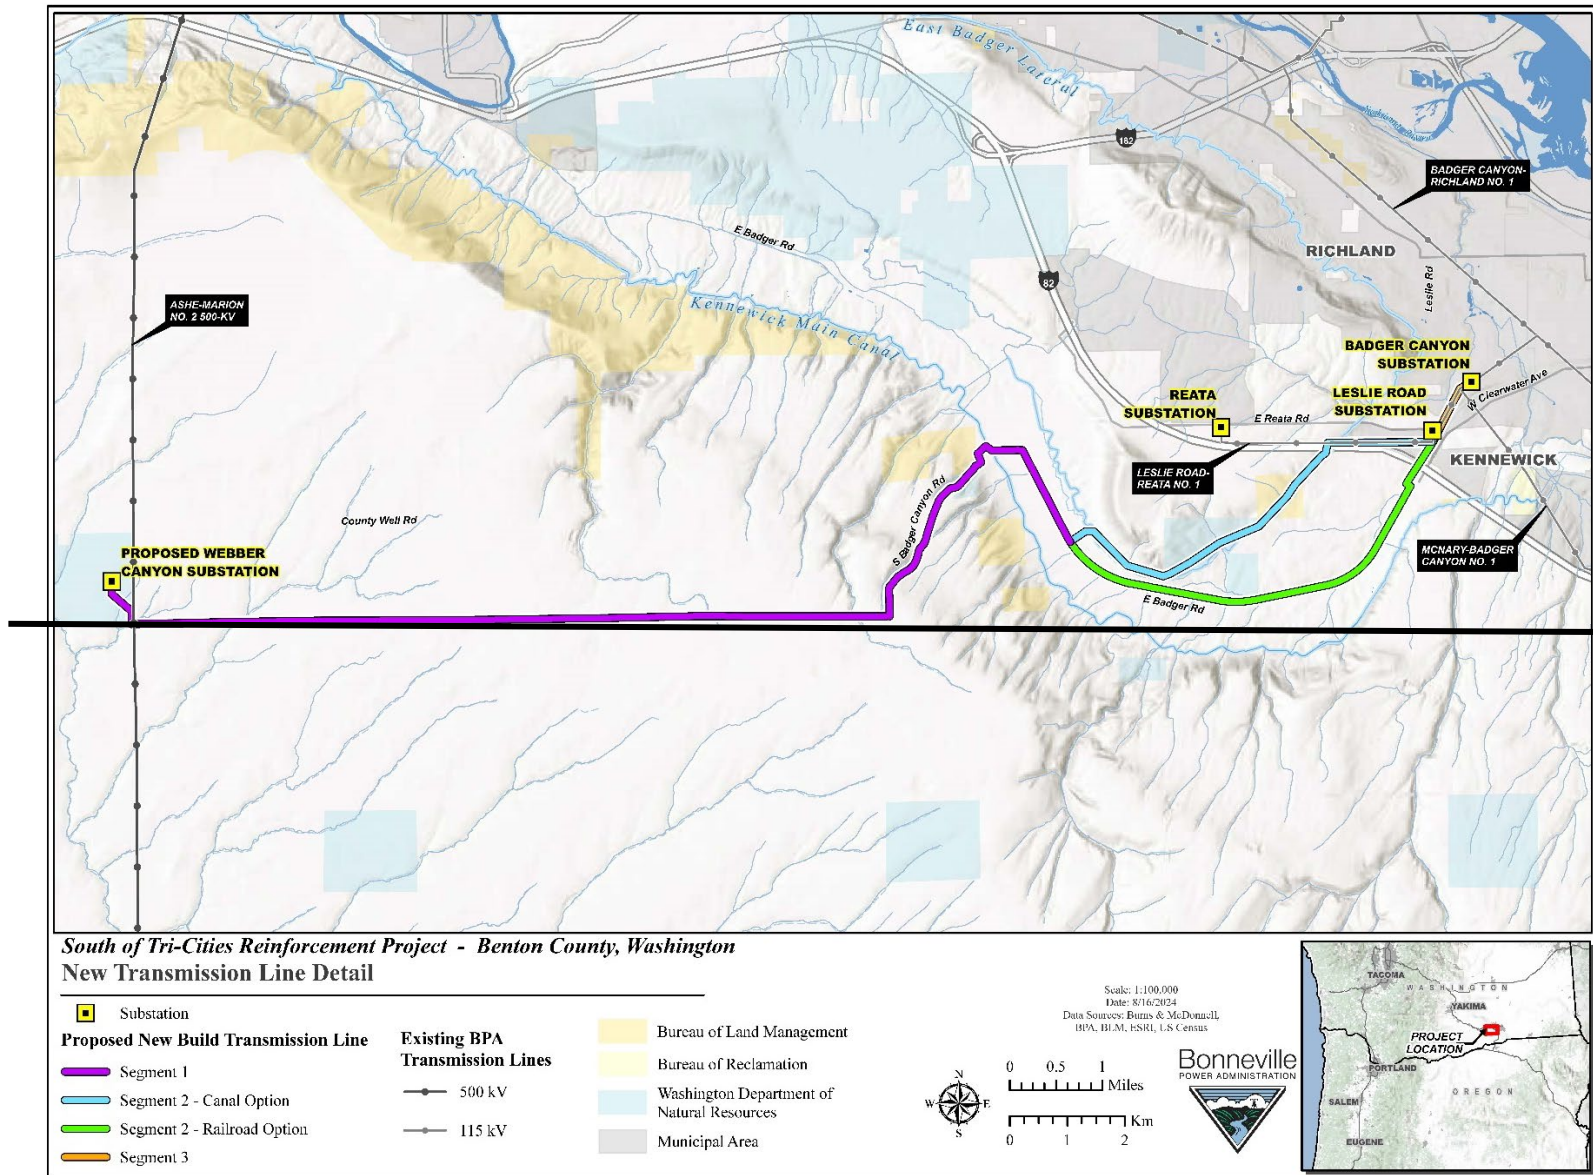 East Badger
Lateral
182
BADGER CANYON-
RICHLAND NO. 1
RICHLAND
E Badger Rd
82
Leslie Rd
Kennewick Main Canal
ASHE-MARION
NO. 2 500-KV
BADGER CANYON
SUBSTATION
REATA
SUBSTATION
LESLIE ROAD
SUBSTATION
W Clearwater Ave
E Reata Rd
KENNEWICK
LESLIE ROAD-
REATA NO. 1
S Badger Canyon Rd
County Well Rd
PROPOSED WEBBER
CANYON SUBSTATION
MCNARY-BADGER
CANYON NO. 1
E Badger Rd
South of Tri-Cities Reinforcement Project - Benton County, Washington
New Transmission Line Detail
Substation
Proposed New Build Transmission Line
Segment 1
Segment 2 - Canal Option
Segment 2 - Railroad Option
Segment 3
Existing BPA
Transmission Lines
500 kV
115 kV
Bureau of Land Management
Bureau of Reclamation
Washington Department of
Natural Resources
Municipal Area
Scale: 1:100,000
Date: 8/16/2024
Data Sources: Burns & McDonnell,
BPA, BLM, ESRI, US Census
N
W E
S
0 0.5 1
Miles
Km
0 1 2
Bonneville
POWER ADMINISTRATION
TACOMA
WASHINGTON
YAKIMA
PROJECT
LOCATION
PORTLAND
OREGON
SALEM
EUGENE